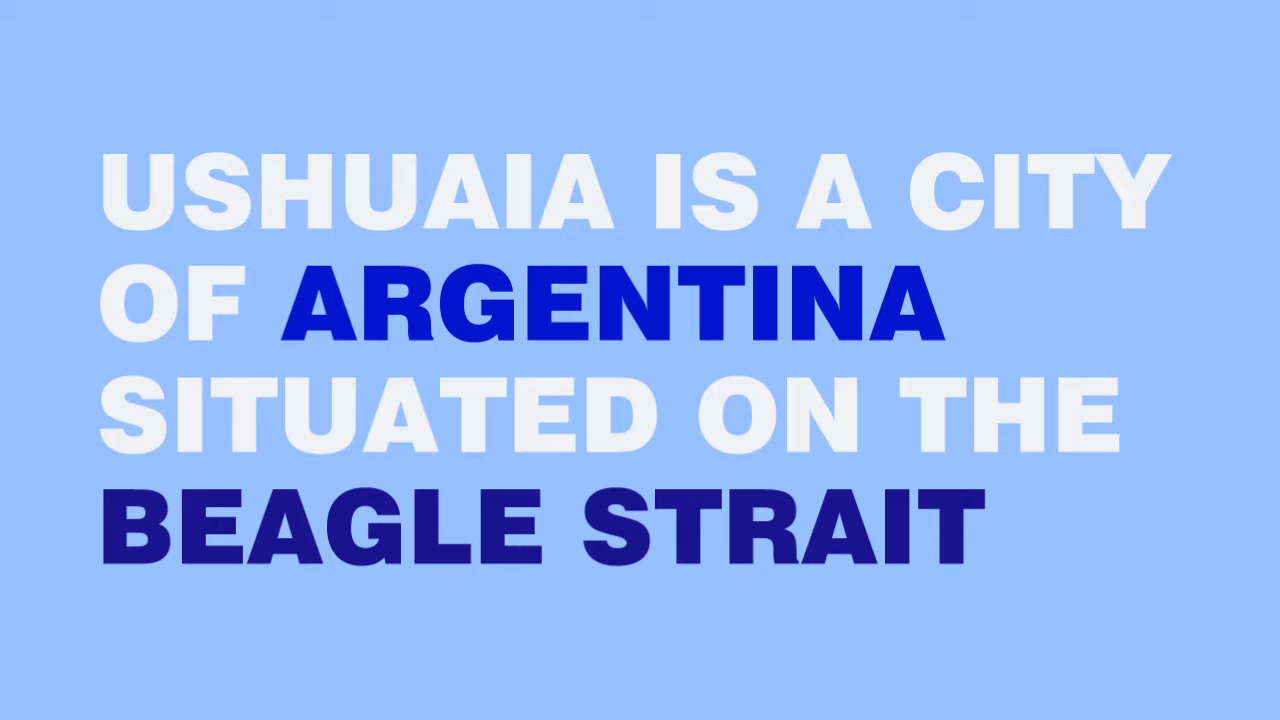 USHUAIA IS A CITY
OF ARGENTINA
SITUATED ON THE
BEAGLE STRAIT